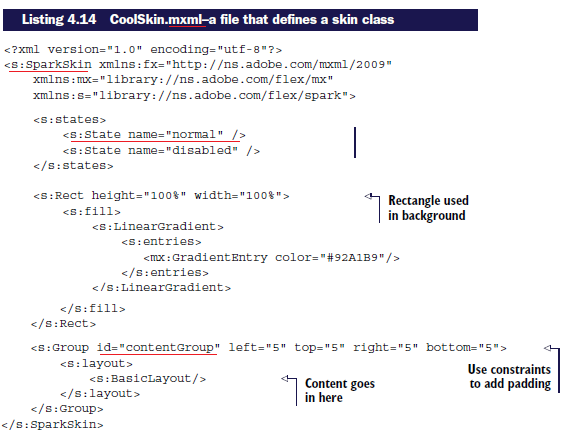 Listing 4.14 CoolSkin.mxml–a file that defines a skin class
<?xml version="1.0" encoding="utf-8"?>
<s:SparkSkin xmlns:fx="http://ns.adobe.com/mxml/2009"
xmlns:mx="library://ns.adobe.com/flex/mx"
xmlns:s="library://ns.adobe.com/flex/spark">
<s:states>
<s:State name="normal" />
<s:State name="disabled" />
</s:states>
<s:Rect height="100%" width="100%">
Rectangle used
in background
<s:fill>
<s:LinearGradient>
<s:entries>
<mx:GradientEntry color="#92A1B9"/>
</s:entries>
</s:LinearGradient>
</s:fill>
</s:Rect>
<s:Group id="contentGroup" left="5" top="5" right="5" bottom="5">
Use constraints
to add padding
<s:layout>
<s:BasicLayout/>
Content goes
in here
</s:layout>
</s:Group>
</s:SparkSkin>